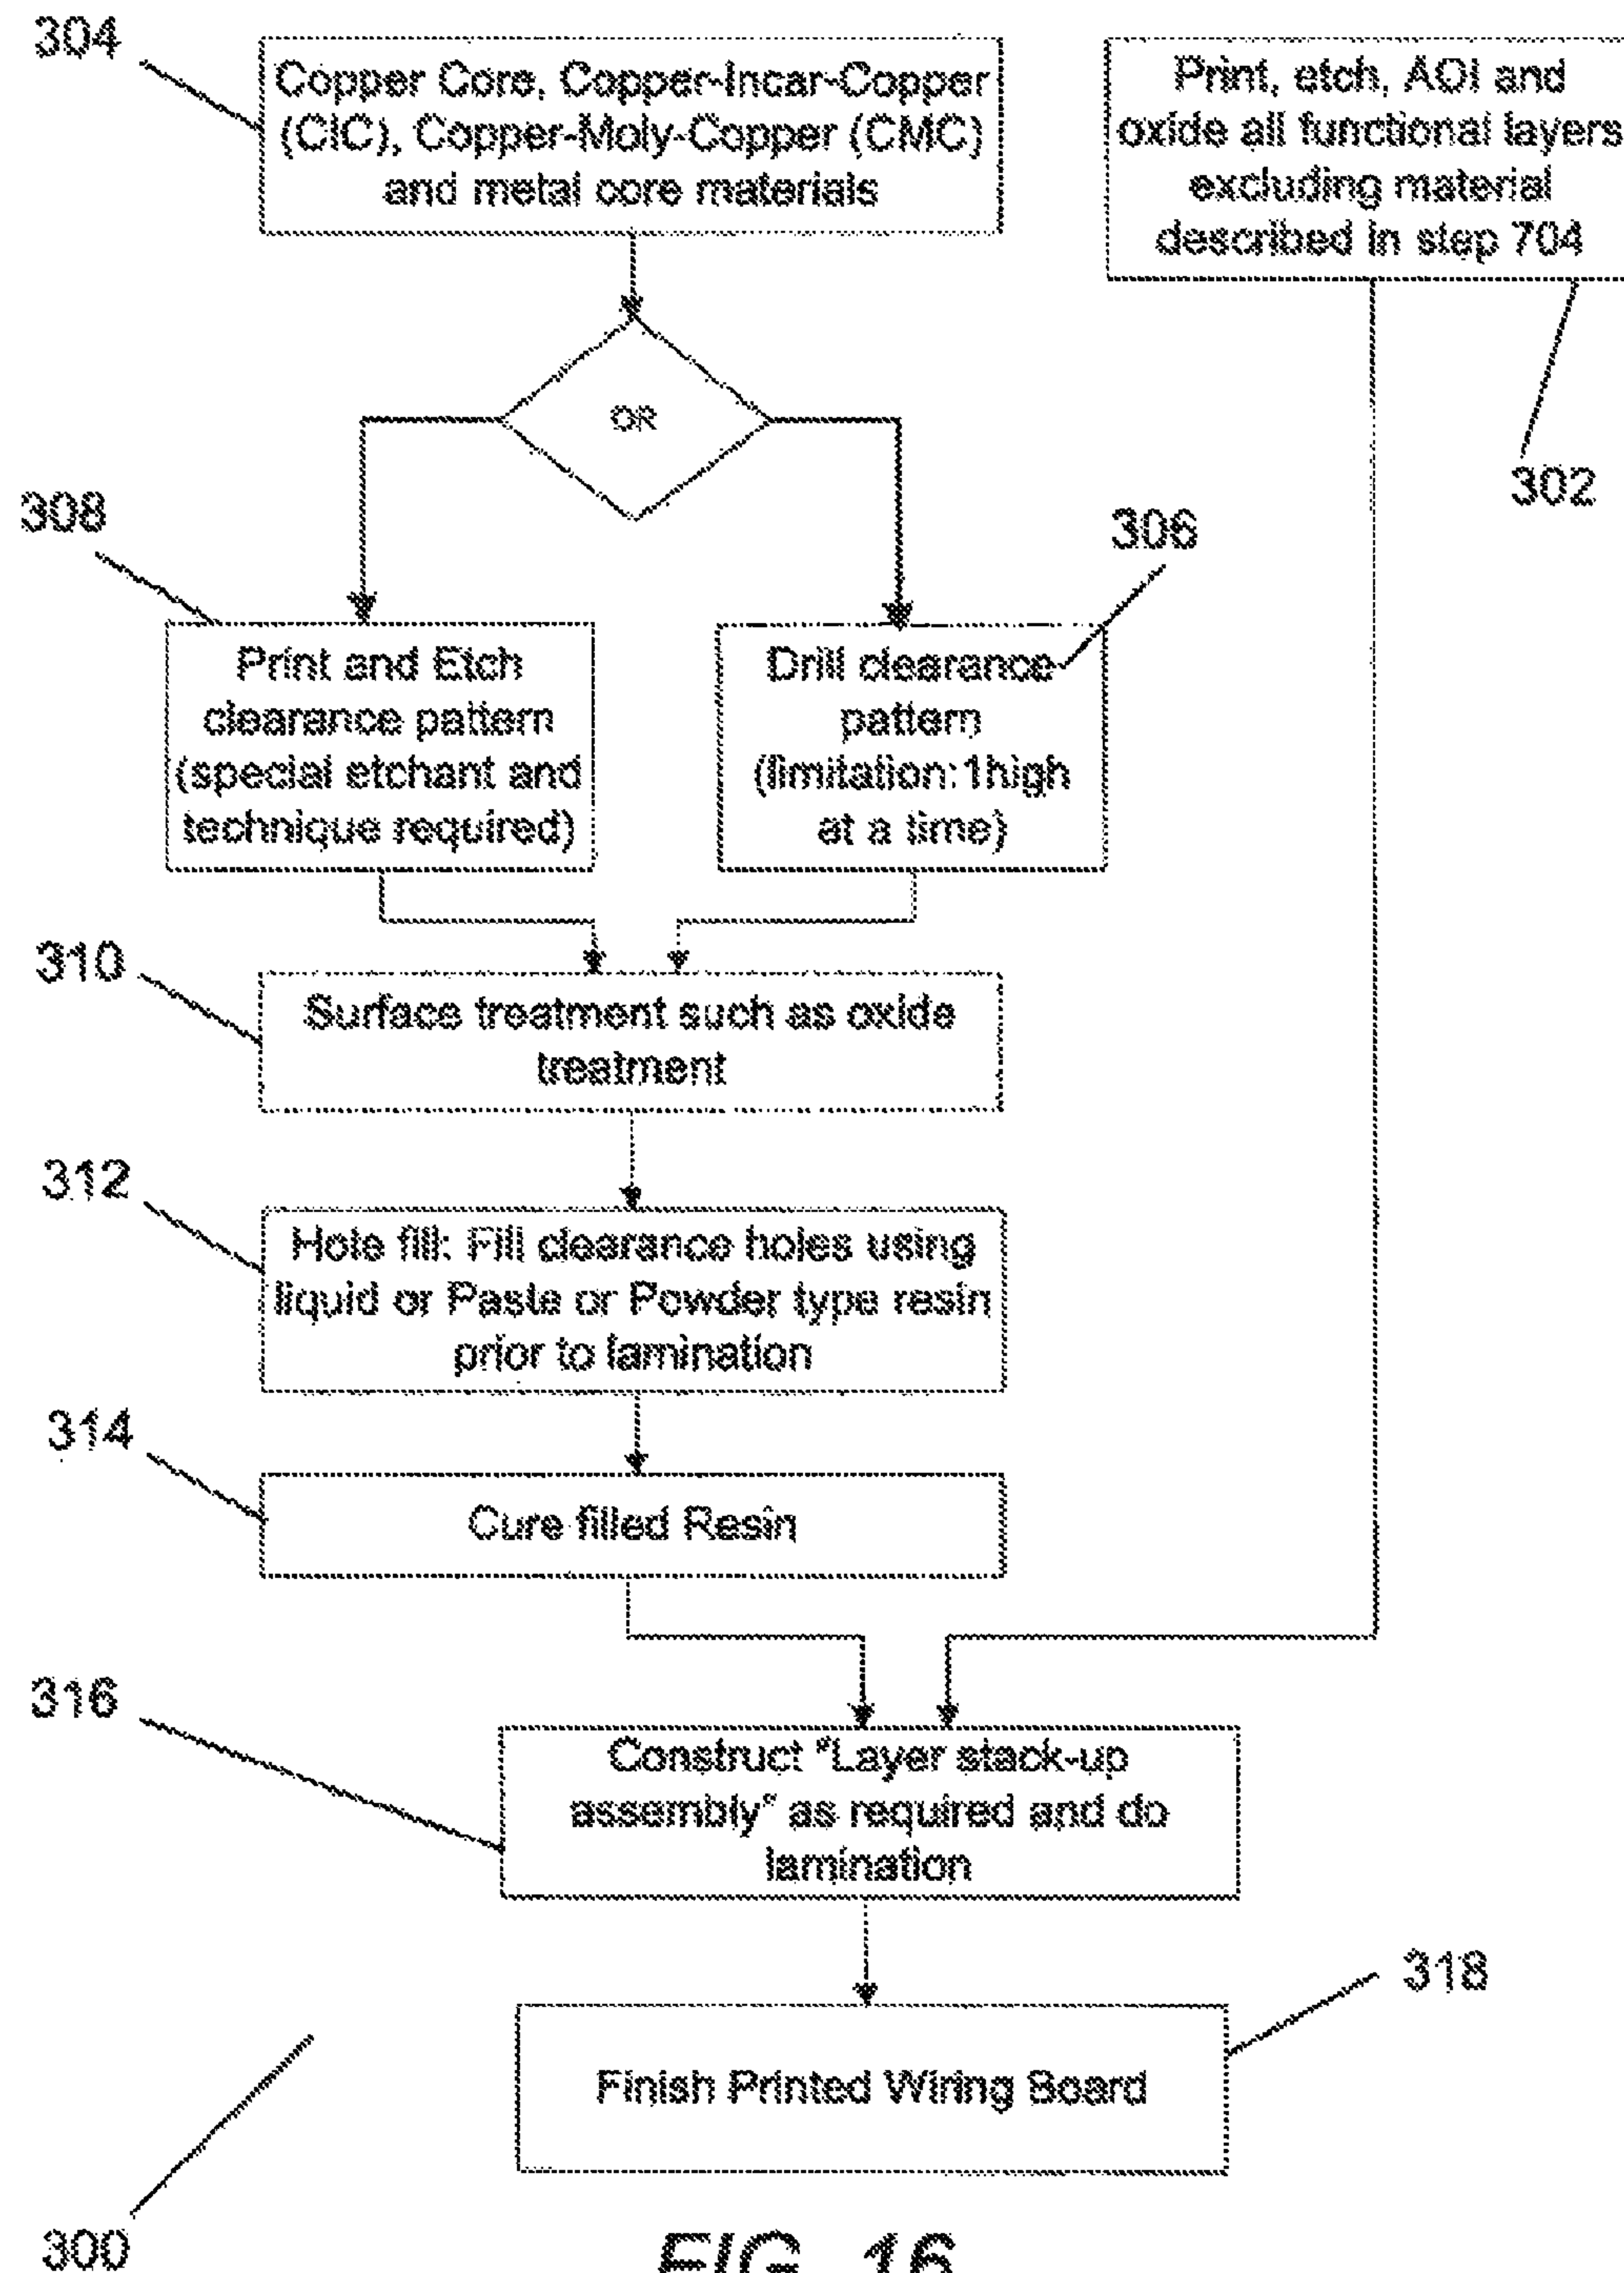 304
Copper Core, Copper-Incar-Copper
(CIC), Copper-Moly-Copper (CMC)
and metal core materials
Print, etch, AOI and
oxide all functional layers
excluding material
described in step 704
302
OR
308
306
Print and Etch
clearance pattern
(special etchant and
technique required)
Drill clearance
pattern
(limitation:1high
at a time)
310
Surface treatment such as oxide
treatment
312
Hole fill: Fill clearance holes using
liquid or Paste or Powder type resin
prior to lamination
314
Cure filled Resin
316
Construct "Layer stack-up
assembly" as required and do
lamination
318
Finish Printed Wiring Board
300
FIG. 16